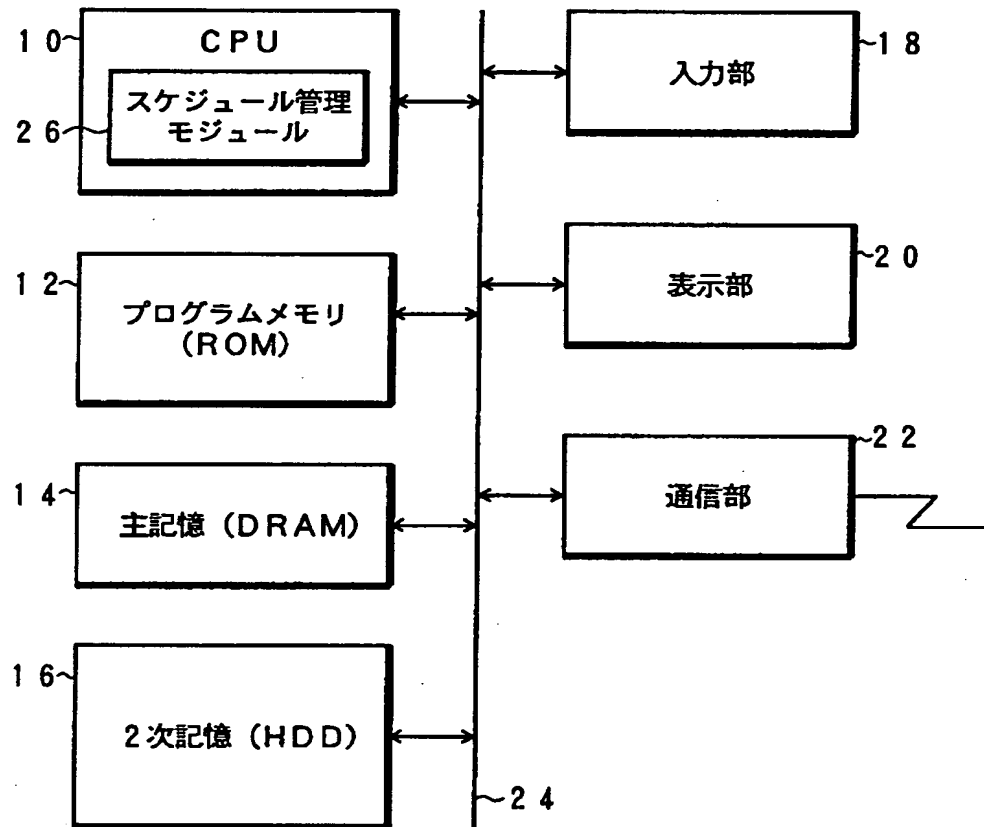 10
CPU
26
スケジュール管理
モジュール
12
プログラムメモリ
(ROM)
14
主記憶(DRAM)
16
2次記憶(HDD)
18
入力部
20
表示部
22
通信部
24